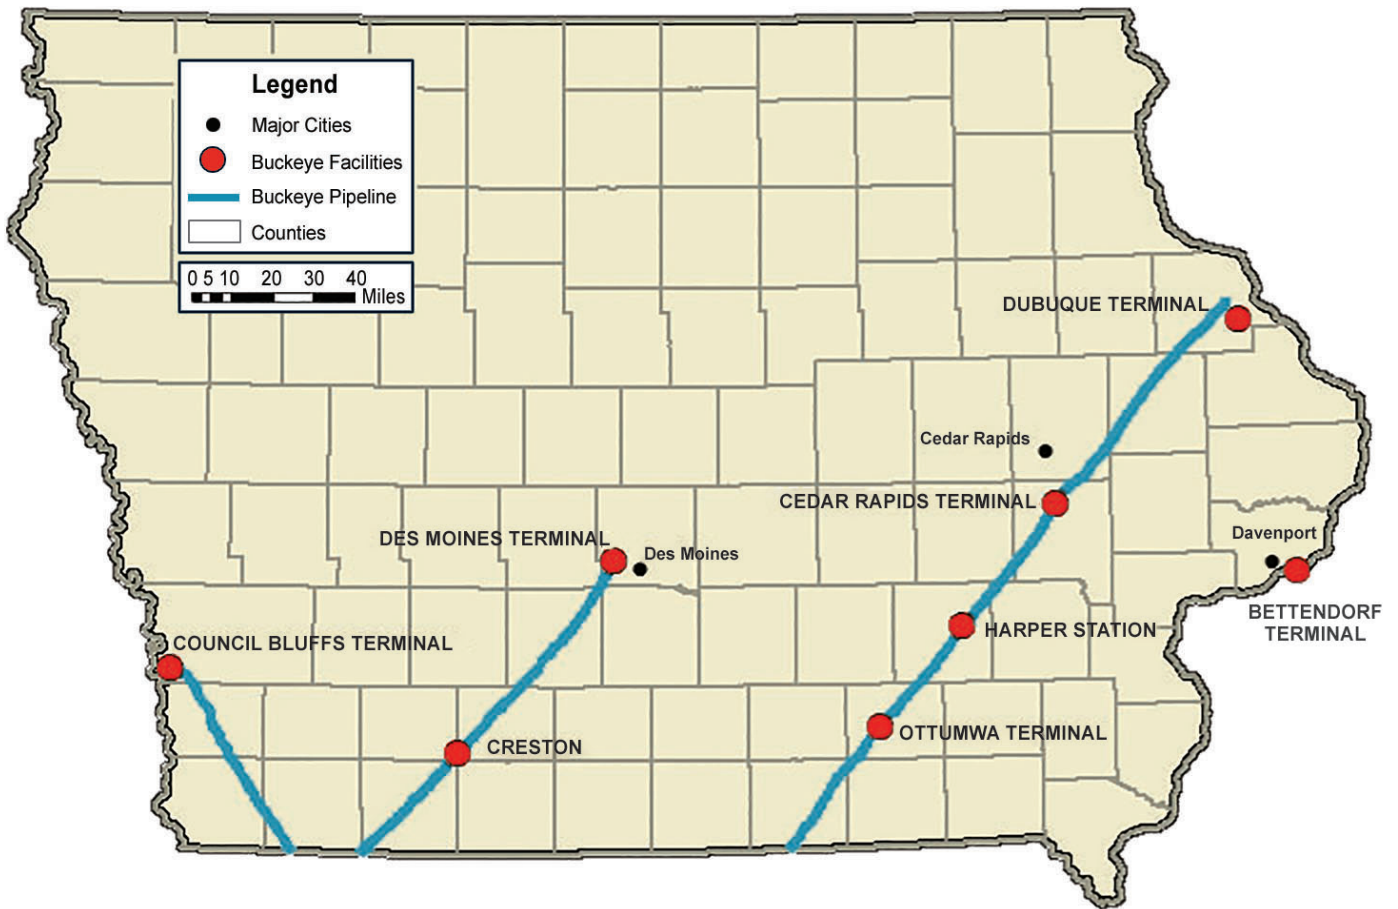 Legend
Major Cities
Buckeye Facilities
Buckeye Pipeline
Counties
0 5 10 20 30 40
Miles
DUBUQUE TERMINAL
Cedar Rapids
CEDAR RAPIDS TERMINAL
DES MOINES TERMINAL
Des Moines
Davenport
BETTENDORF
TERMINAL
HARPER STATION
COUNCIL BLUFFS TERMINAL
OTTUMWA TERMINAL
CRESTON